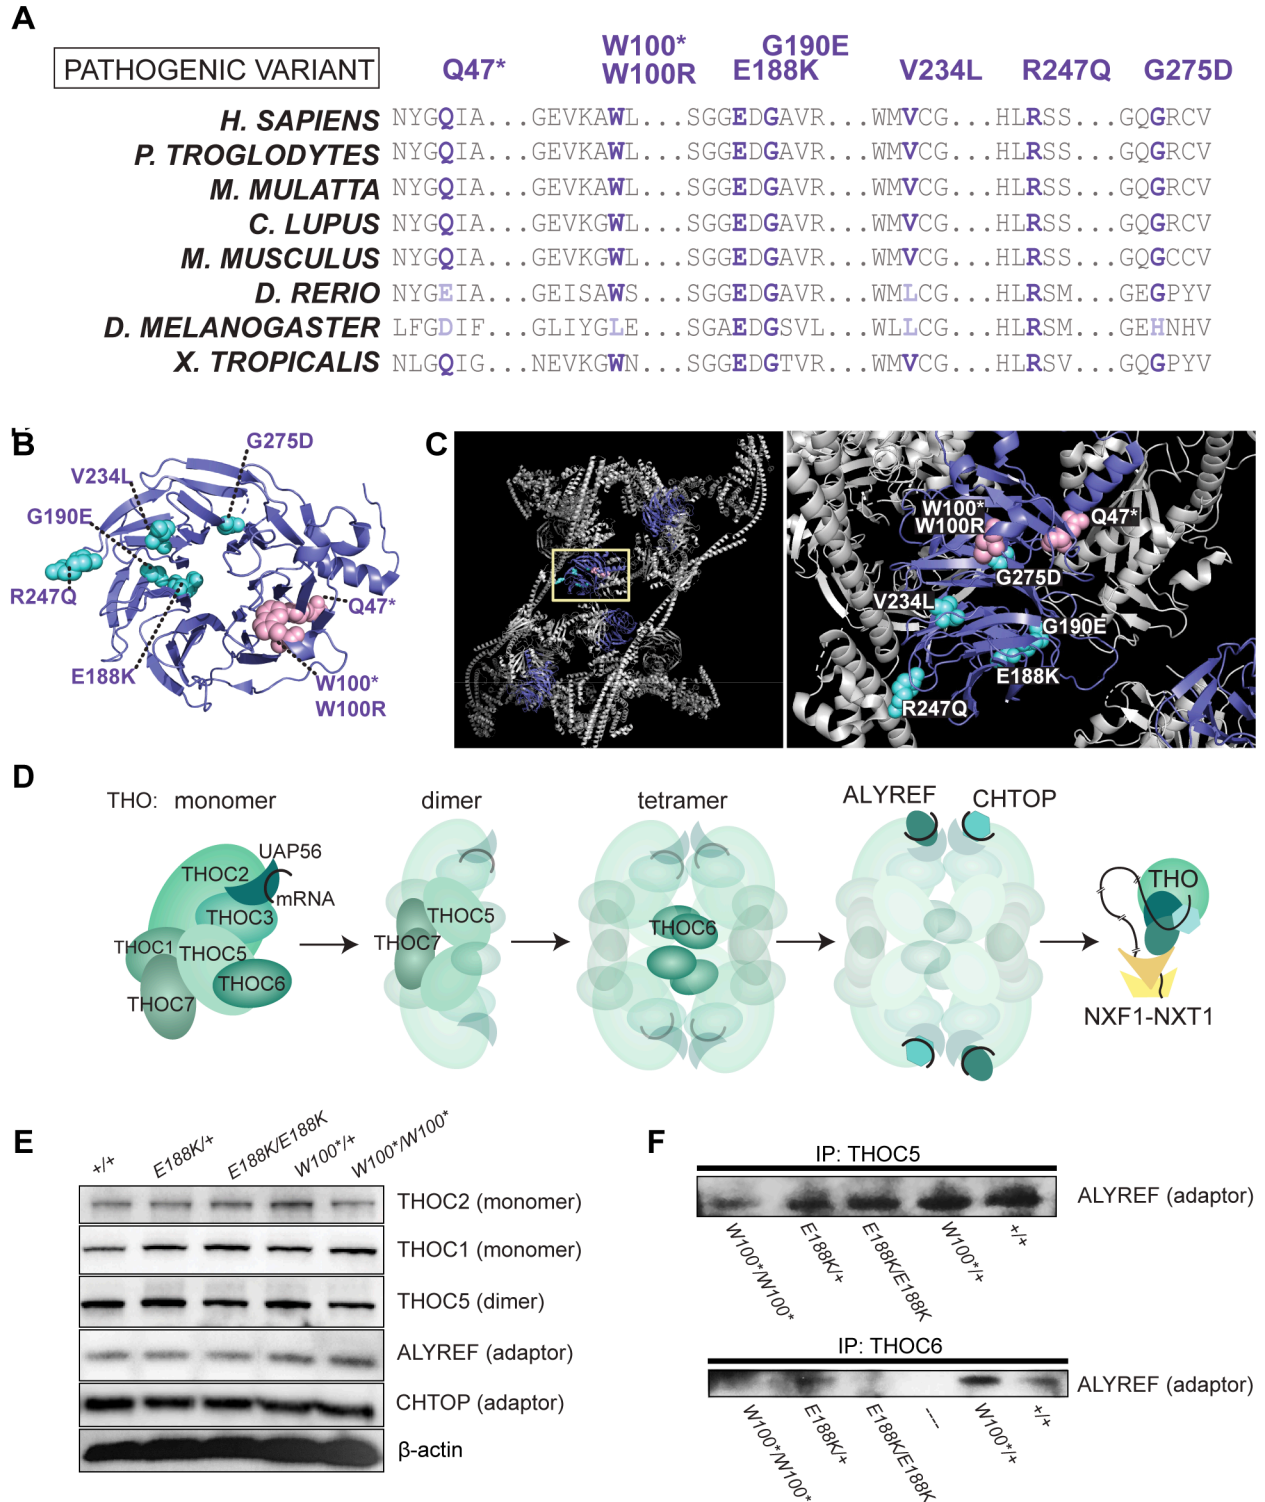 A
PATHOGENIC VARIANT
Q47*
W100*
W100R
G190E
E188K
V234L
R247Q
G275D
H. SAPIENS NYGQIA...GEVKAWL...SGGEDGAVR...WMVCG...HLRSS...GQGRCV
P. TROGLODYTES NYGQIA...GEVKAWL...SGGEDGAVR...WMVCG...HLRSS...GQGRCV
M. MULATTA NYGQIA...GEVKAWL...SGGEDGAVR...WMVCG...HLRSS...GQGRCV
C. LUPUS NYGQIA...GEVKGWL...SGGEDGAVR...WMVCG...HLRSS...GQGRCV
M. MUSCULUS NYGQIA...GEVKGWL...SGGEDGAVR...WMVCG...HLRSS...GQGCCV
D. RERIO NYGEIA...GEISAWS...SGGEDGAVR...WMLCG...HLRSM...GEGPYV
D. MELANOGASTER LFGDIF...GLIYGLE...SGAEDGSVL...WLLCG...HLRSM...GEHNHV
X. TROPICALIS NLGQIG...NEVKGWN...SGGEDGTVR...WMVCG...HLRSV...GQGPYV
B
G275D
V234L
G190E
R247Q
Q47*
E188K
W100*
W100R
C
W100*
W100R
Q47*
G275D
V234L
G190E
E188K
R247Q
D
THO: monomer
dimer
tetramer
ALYREF
CHTOP
UAP56
THOC2
mRNA
THOC3
THOC1
THOC5
THOC6
THOC7
THOC5
THOC7
THOC6
THO
NXF1-NXT1
E
+/+
E188K/+
E188K/E188K
W100*/+
W100*/W100*
THOC2 (monomer)
THOC1 (monomer)
THOC5 (dimer)
ALYREF (adaptor)
CHTOP (adaptor)
β-actin
F
IP: THOC5
ALYREF (adaptor)
W100*/W100*
E188K/+
E188K/E188K
W100*/+
+/+
IP: THOC6
ALYREF (adaptor)
W100*/W100*
E188K/+
E188K/E188K
---
W100*/+
+/+